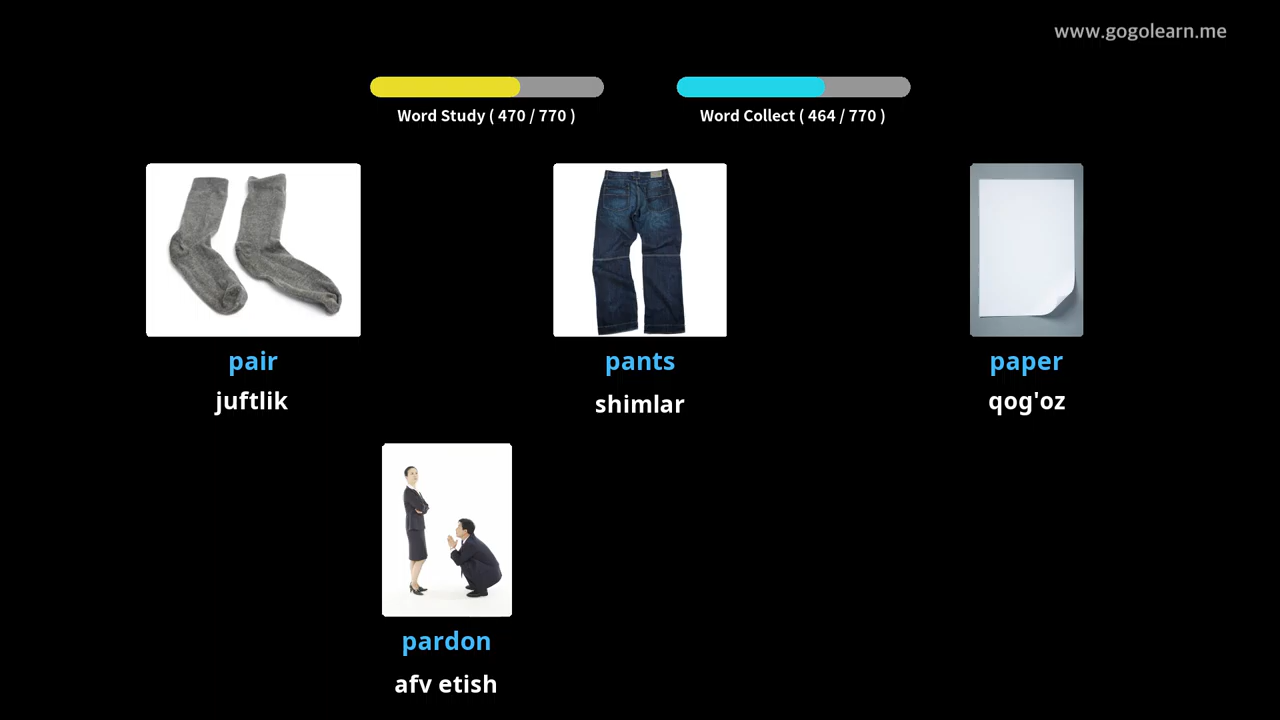 www.gogolearn.me
Word Study ( 470 / 770 )
Word Collect ( 464 / 770 )
pair
juftlik
pants
shimlar
paper
qog'oz
pardon
afv etish